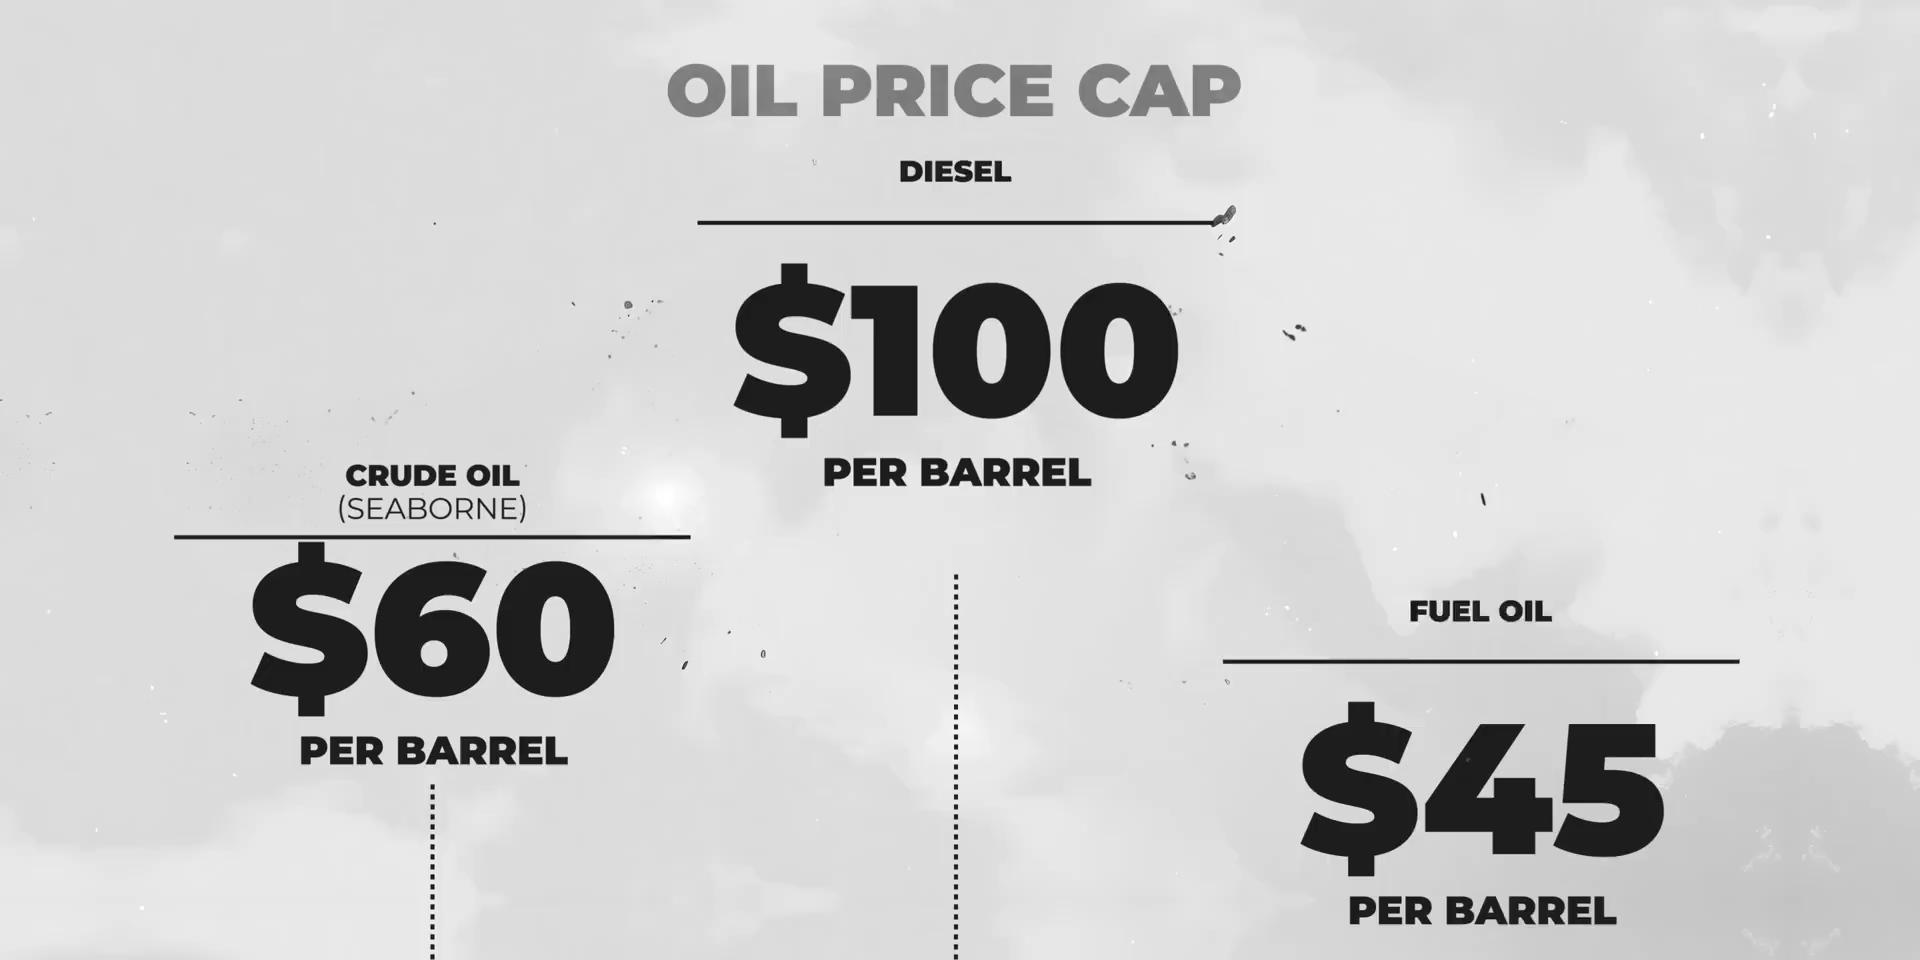 OIL PRICE CAP
DIESEL
$100
PER BARREL
CRUDE OIL
(SEABORNE)
$60
PER BARREL
FUEL OIL
$45
PER BARREL